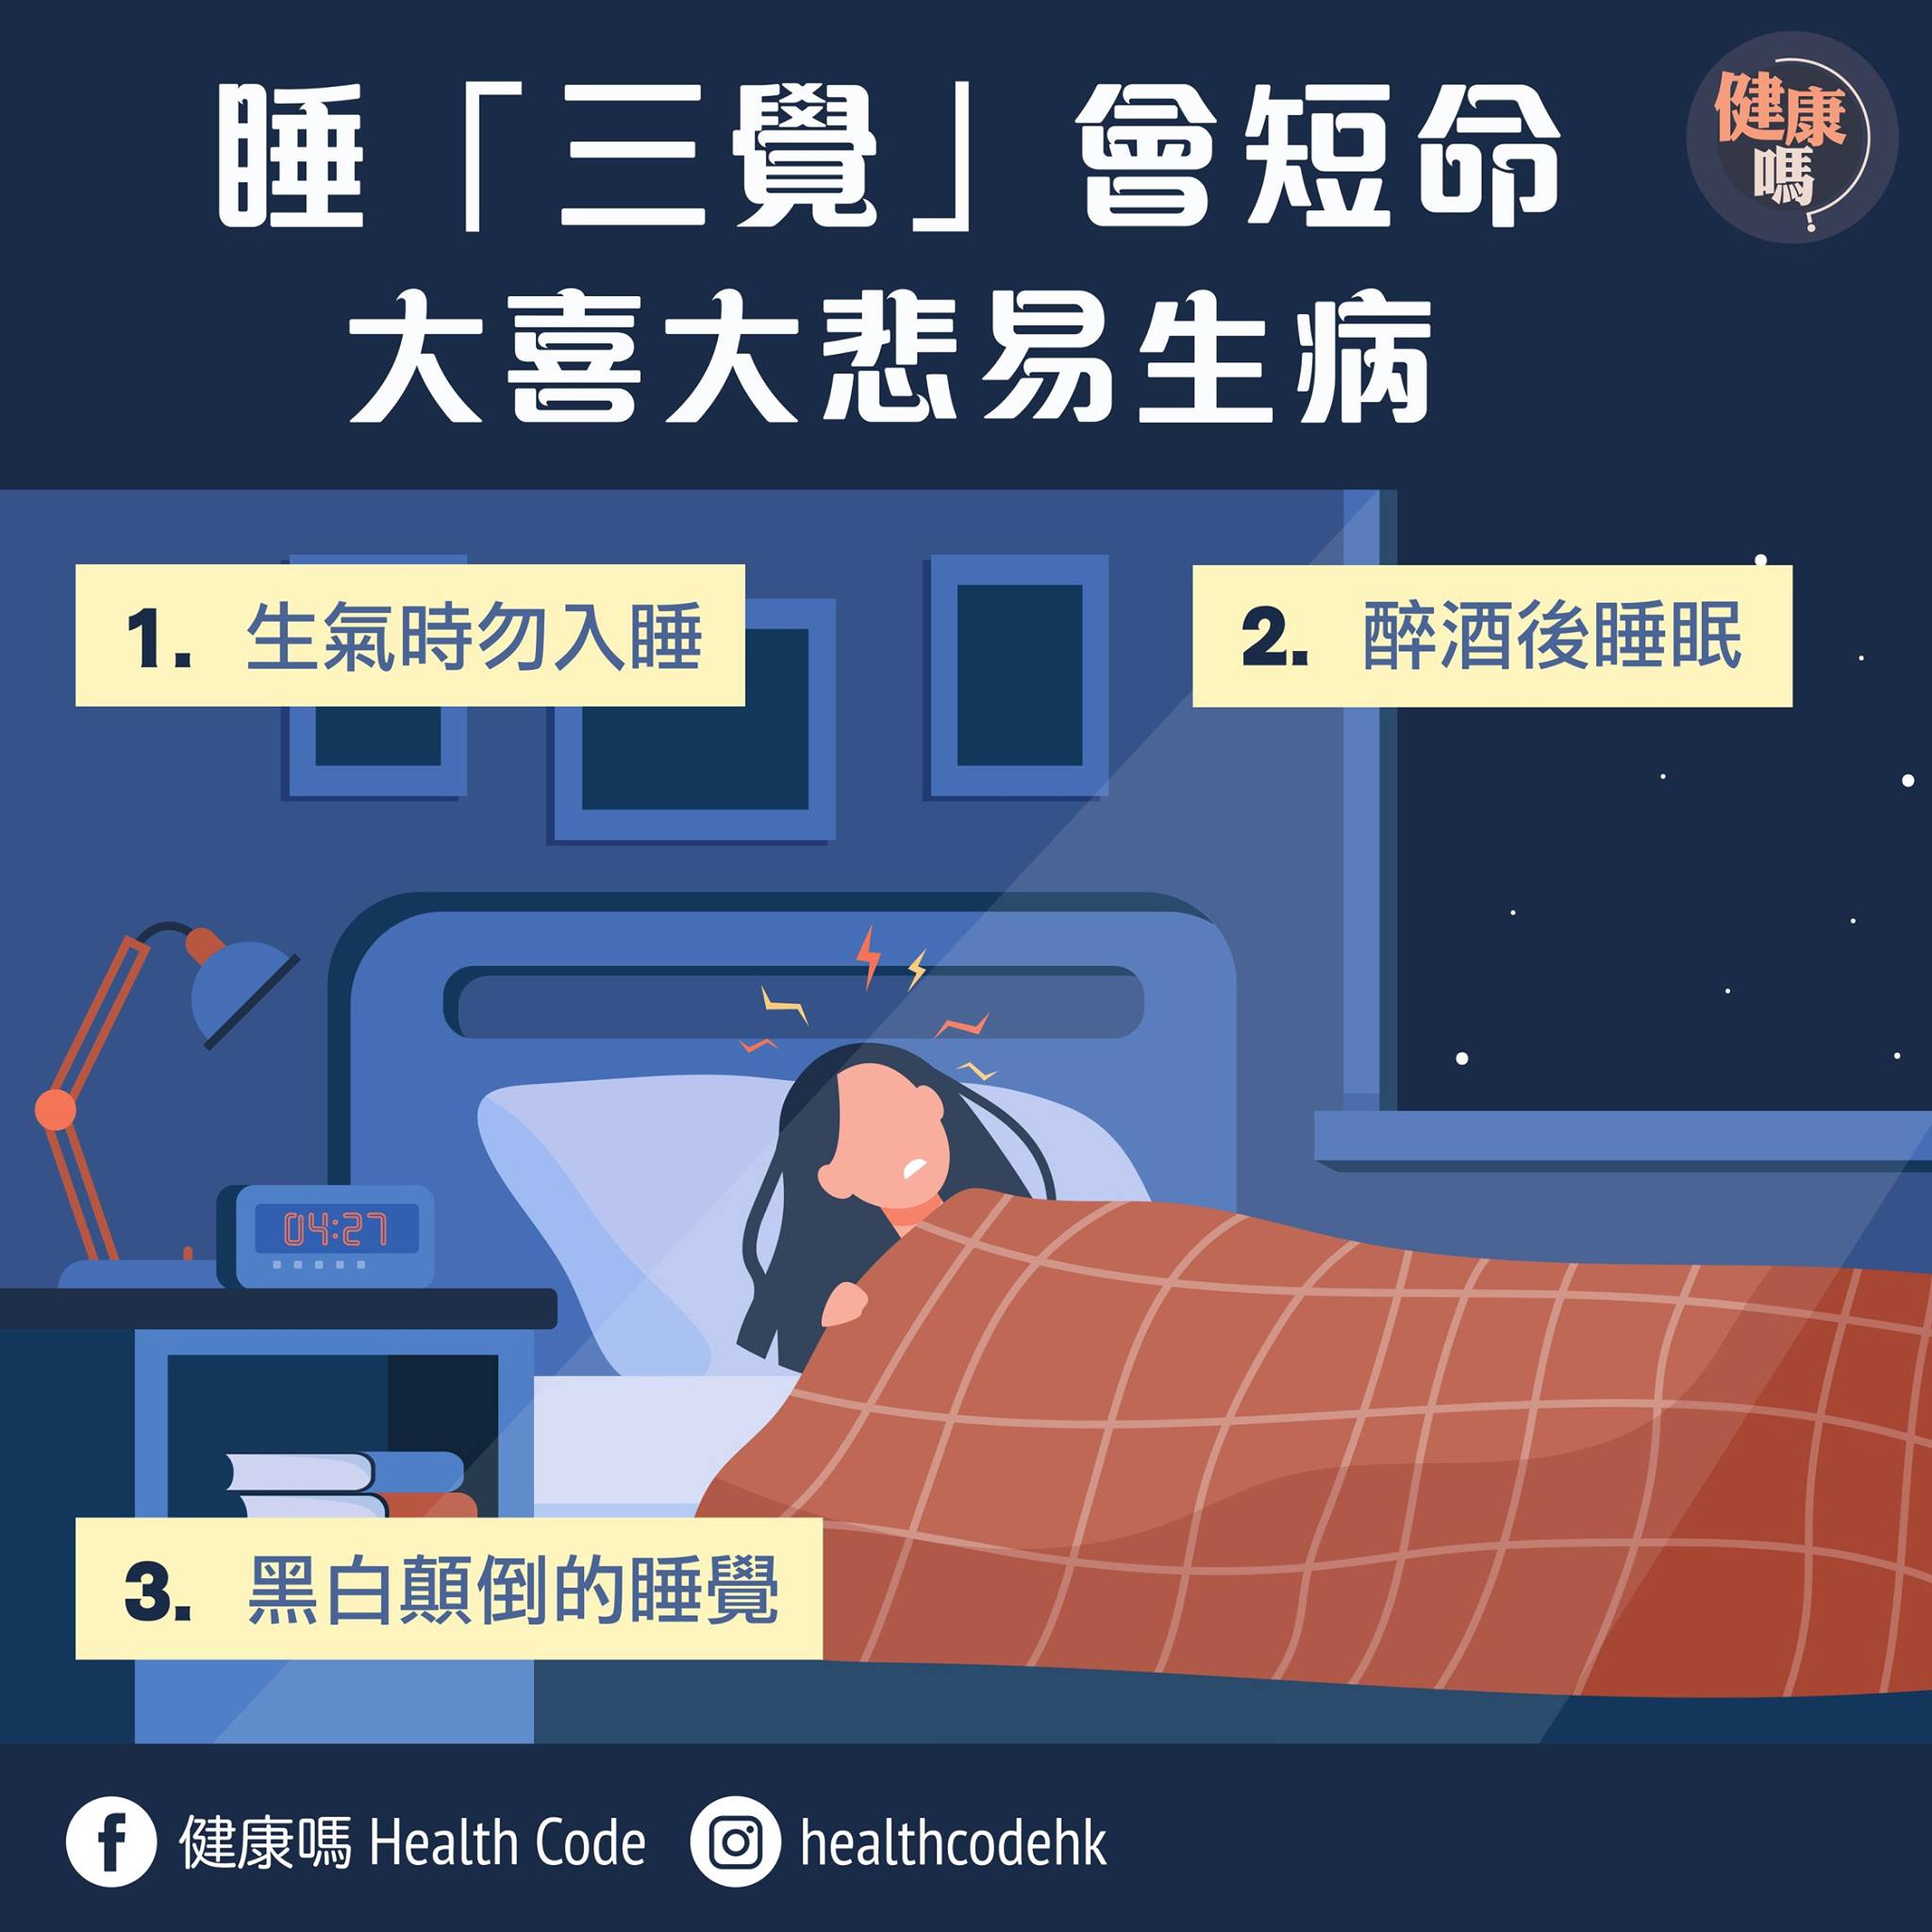 睡「三覺」會短命
大喜大悲易生病
健康
嗎
1. 生氣時勿入睡
2. 醉酒後睡眠
04:27
3. 黑白顛倒的睡覺
健康嗎 Health Code
healthcodehk